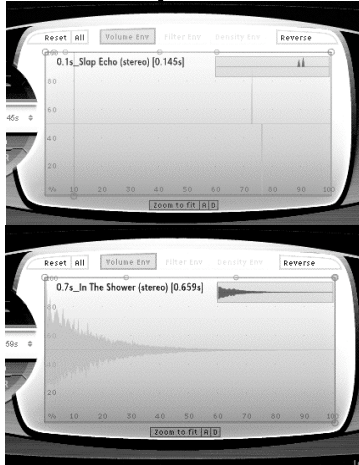 Reset All Volume Env Filter Env Density Env Reverse
0.1s_Slap Echo (stereo) [0.145s]
80
60
40
20
% 10 20 30 40 50 60 70 80 90 100
Zoom to fit A D
Reset All Volume Env Filter Env Density Env Reverse
100
0.7s_In The Shower (stereo) [0.659s]
80
60
40
20
% 10 20 30 40 50 60 70 80 90 100
Zoom to fit A D